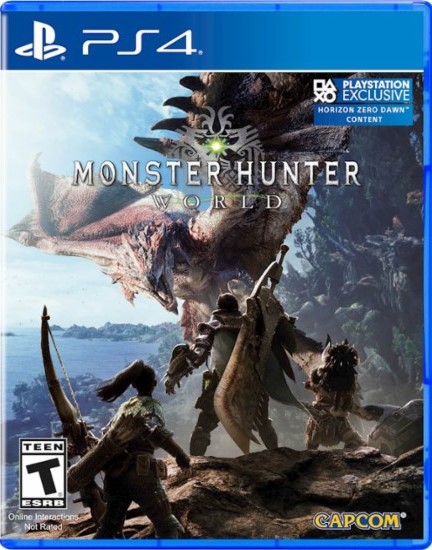 PS4
PLAYSTATION
EXCLUSIVE
HORIZON ZERO DAWN™
CONTENT
MONSTER HUNTER
WORLD
TEEN
T
ESRB
Online Interactions
Not Rated
CAPCOM